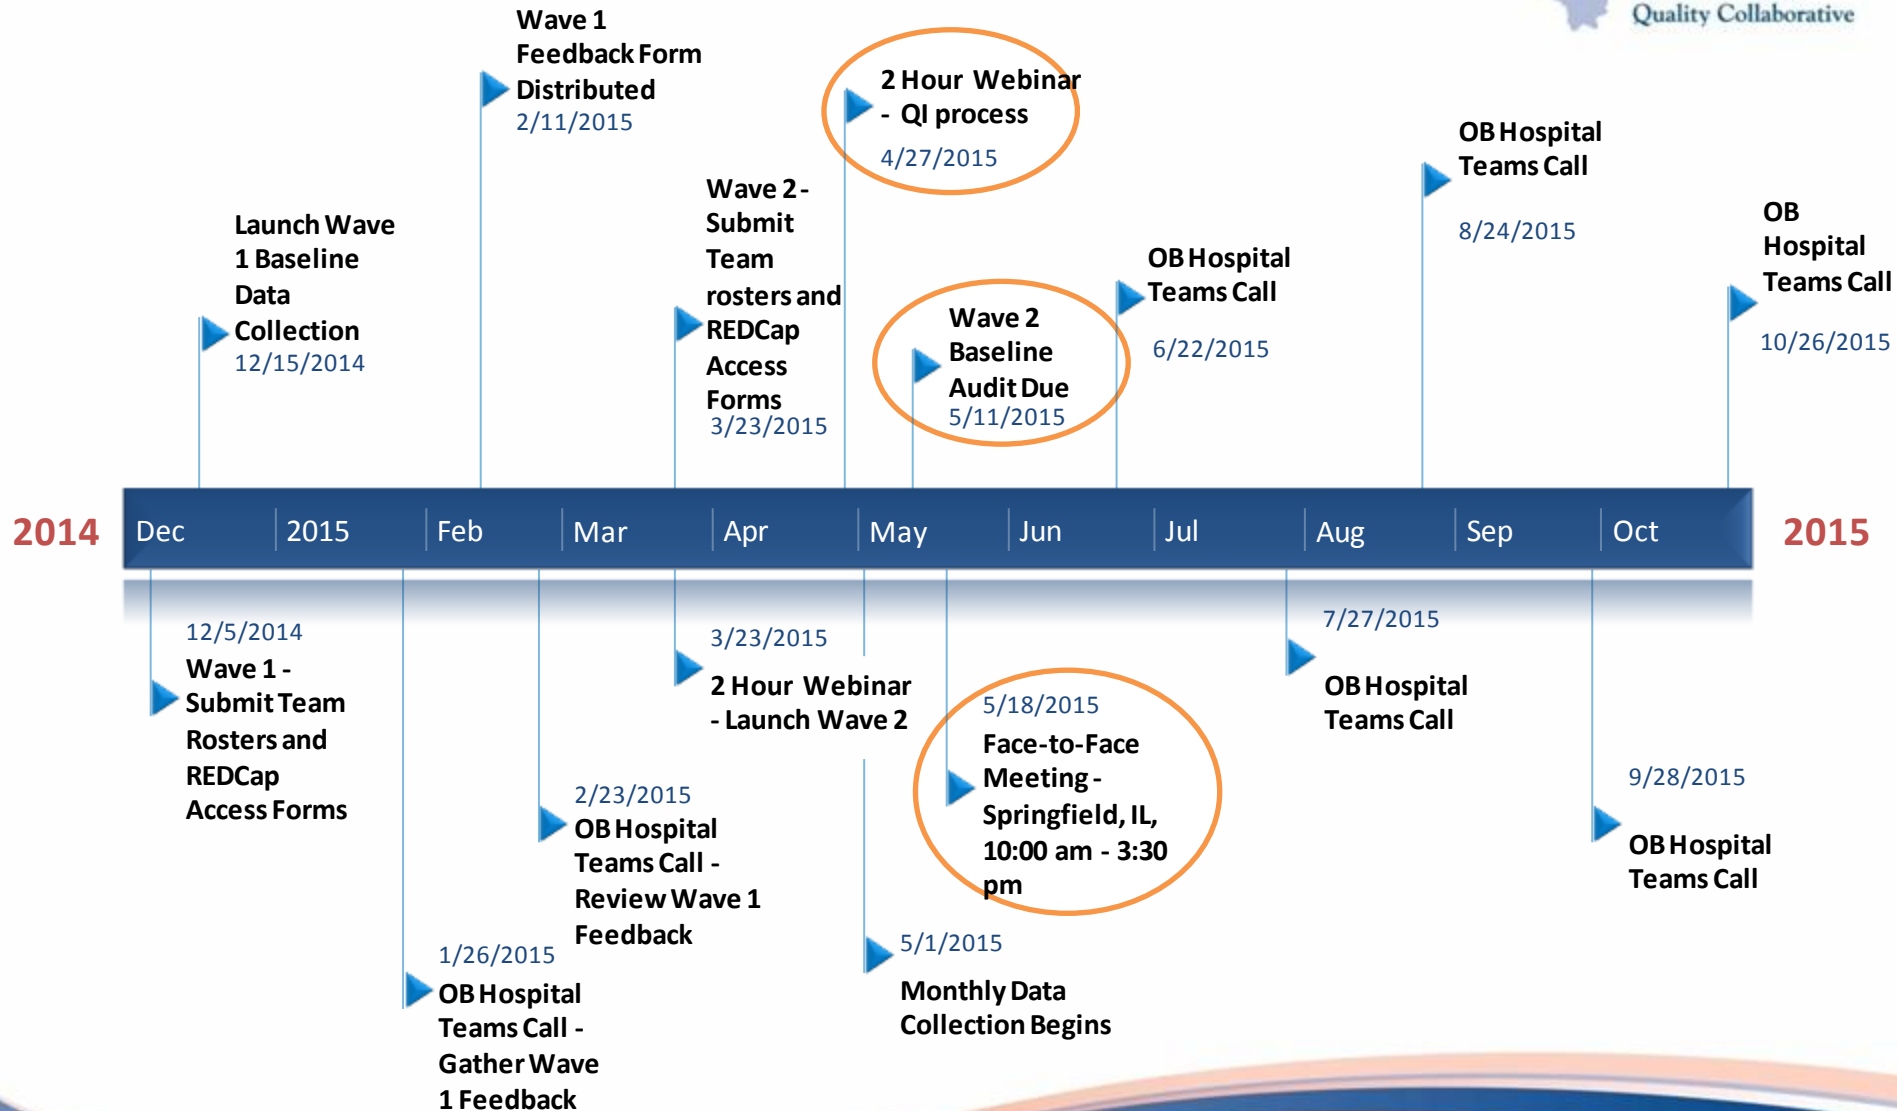 Quality Collaborative
Wave 1
Feedback Form
Distributed
2/11/2015
2 Hour Webinar
- QI process
4/27/2015
OB Hospital
Teams Call
8/24/2015
Wave 2 -
Submit
Team
rosters and
REDCap
Access
Forms
3/23/2015
Launch Wave
1 Baseline
Data
Collection
12/15/2014
OB
Hospital
Teams Call
10/26/2015
OB Hospital
Teams Call
6/22/2015
Wave 2
Baseline
Audit Due
5/11/2015
2014
Dec
2015
Feb
Mar
Apr
May
Jun
Jul
Aug
Sep
Oct
2015
12/5/2014
Wave 1 -
Submit Team
Rosters and
REDCap
Access Forms
3/23/2015
2 Hour Webinar
- Launch Wave 2
7/27/2015
OB Hospital
Teams Call
5/18/2015
Face-to-Face
Meeting -
Springfield, IL,
10:00 am - 3:30
pm
2/23/2015
OB Hospital
Teams Call -
Review Wave 1
Feedback
9/28/2015
OB Hospital
Teams Call
1/26/2015
OB Hospital
Teams Call -
Gather Wave
1 Feedback
5/1/2015
Monthly Data
Collection Begins